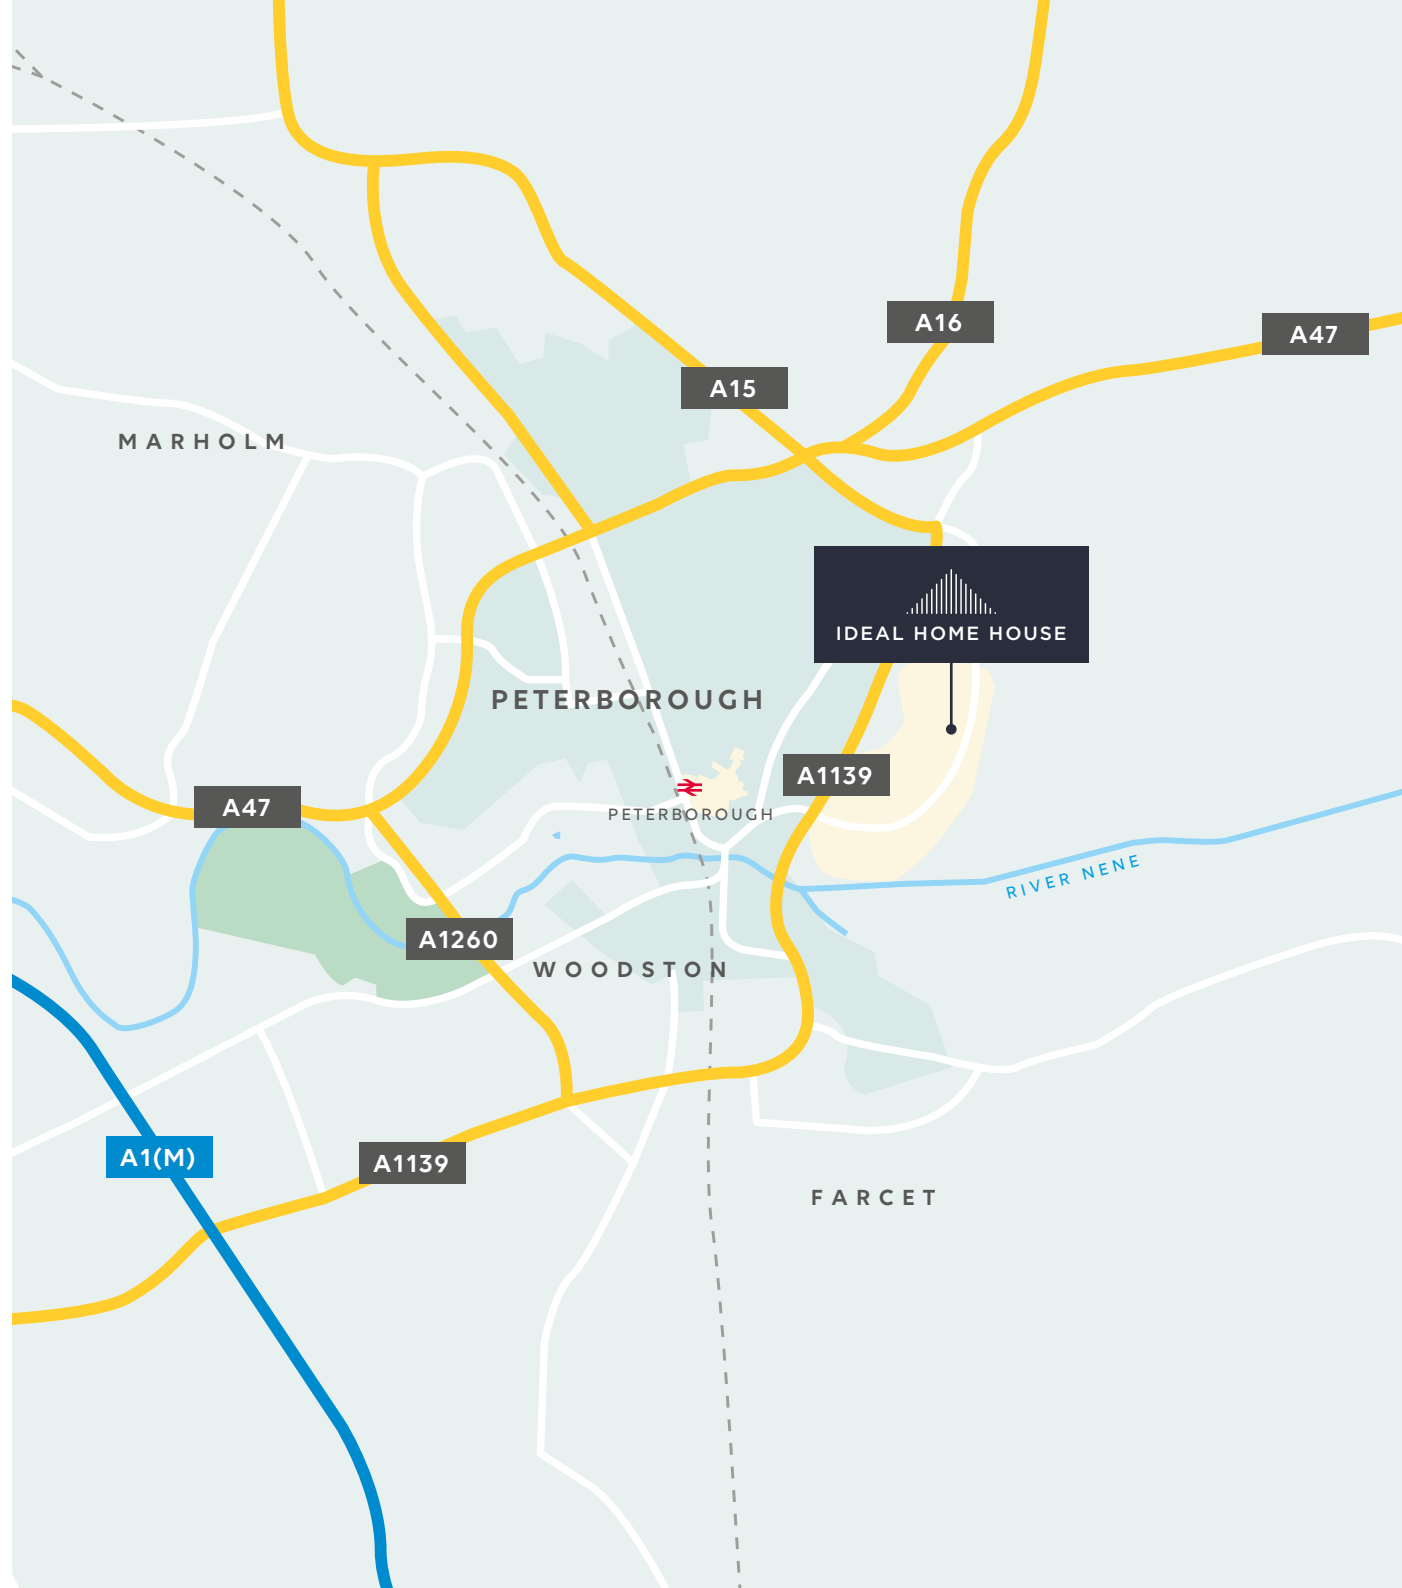 A16
A47
A15
MARHOLM
IDEAL HOME HOUSE
PETERBOROUGH
A1139
A47
PETERBOROUGH
RIVER NENE
A1260
WOODSTON
A1(M)
A1139
FARCET